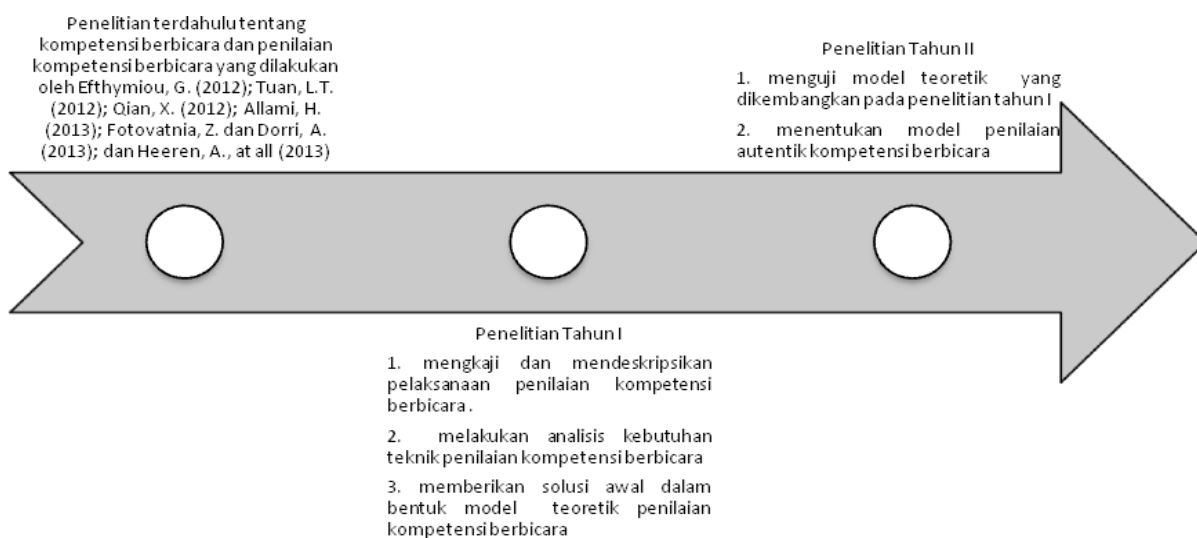 Penelitian terdahulu tentang
kompetensi berbicara dan penilaian
kompetensi berbicara yang dilakukan
oleh Efthymiou, G. (2012); Tuan, L.T.
(2012); Qian, X. (2012); Allami, H.
(2013); Fotovatnia, Z. dan Dorri, A.
(2013); dan Heeren, A., at all (2013)
Penelitian Tahun I
1. mengkaji dan mendeskripsikan
pelaksanaan penilaian kompetensi
berbicara.
2. melakukan analisis kebutuhan
teknik penilaian kompetensi berbicara
3. memberikan solusi awal dalam
bentuk model teoretik penilaian
kompetensi berbicara
Penelitian Tahun II
1. menguji model teoretik yang
dikembangkan pada penelitian tahun I
2. menentukan model penilaian
autentik kompetensi berbicara